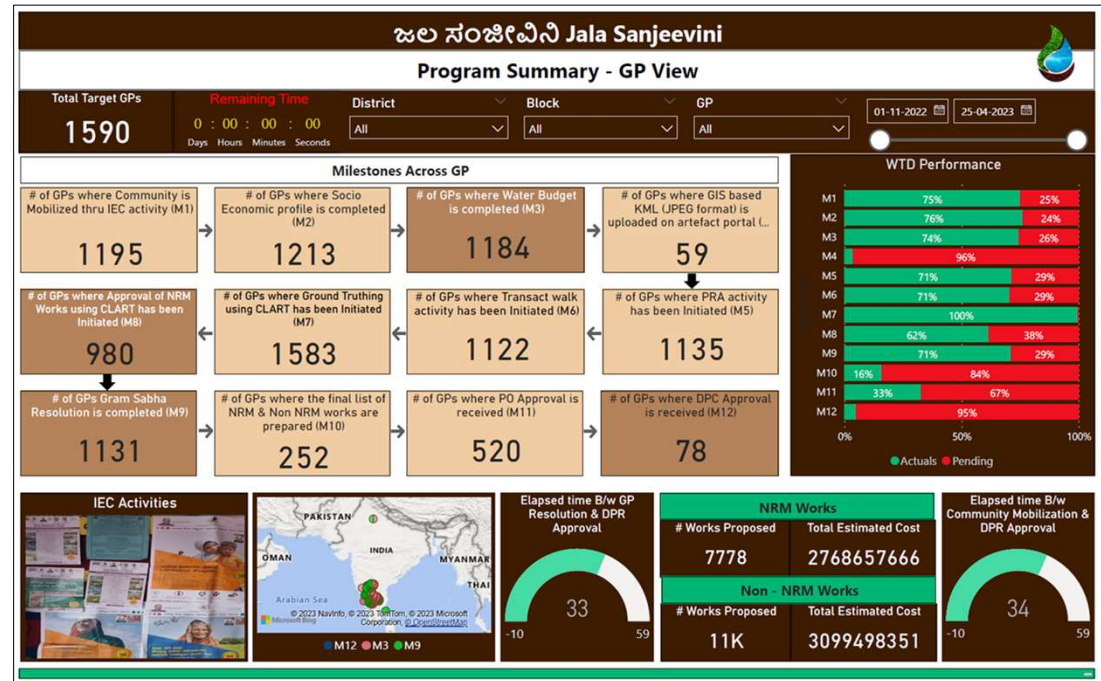 ಜಲ ಸಂಜೀವಿನಿ Jala Sanjeevini
Program Summary - GP View
Total Target GPs
1590
Remaining Time
0 : 00 : 00 : 00
Days Hours Minutes Seconds
District
All
Block
All
GP
All
01-11-2022
25-04-2023
Milestones Across GP
# of GPs where Community is
Mobilized thru IEC activity (M1)
1195
# of GPs where Socio
Economic profile is completed
(M2)
1213
# of GPs where Water Budget
is completed (M3)
1184
# of GPs where GIS based
KML (JPEG format) is
uploaded on artefact portal (...
59
# of GPs where Approval of NRM
Works using CLART has been
Initiated (M8)
980
# of GPs where Ground Truthing
using CLART has been Initiated
(M7)
1583
# of GPs where Transact walk
activity has been Initiated (M6)
1122
# of GPs where PRA activity
has been Initiated (M5)
1135
# of GPs Gram Sabha
Resolution is completed (M9)
1131
# of GPs where the final list of
NRM & Non NRM works are
prepared (M10)
252
# of GPs where PO Approval is
received (M11)
520
# of GPs where DPC Approval
is received (M12)
78
WTD Performance
M1 75% 25%
M2 76% 24%
M3 74% 26%
M4 96%
M5 71% 29%
M6 71% 29%
M7 100%
M8 62% 38%
M9 71% 29%
M10 16% 84%
M11 33% 67%
M12 95%
0% 50% 100%
Actuals Pending
IEC Activities
PAKISTAN
OMAN
INDIA
MYANMAR
THAI
Arabian Sea
© 2023 NavInfo, © 2023 TomTom, © 2023 Microsoft
Microsoft Bing
Corporation, © OpenStreetMap
M12 M3 M9
Elapsed time B/w GP
Resolution & DPR
Approval
33
-10 59
NRM Works
# Works Proposed Total Estimated Cost
7778 2768657666
Non - NRM Works
# Works Proposed Total Estimated Cost
11K 3099498351
Elapsed time B/w
Community Mobilization &
DPR Approval
34
-10 59